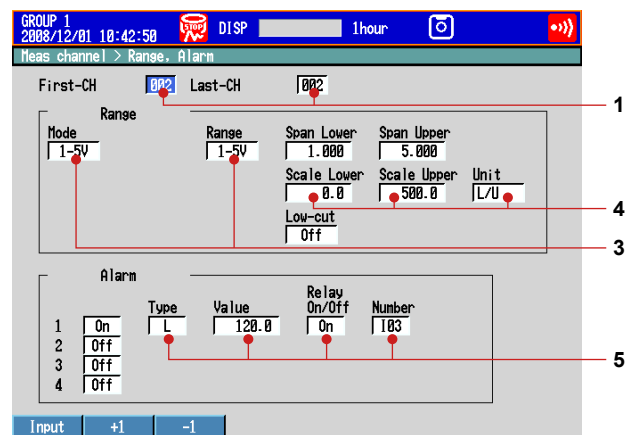 GROUP 1
2008/12/01 10:42:50 STOP DISP 1hour
Meas channel > Range, Alarm
First-CH 002 Last-CH 002
1
Range
Mode Range Span Lower Span Upper
1-5V 1-5V 1.000 5.000
Scale Lower Scale Upper Unit
0.0 500.0 L/U
4
Low-cut
Off
3
Alarm
Relay
Type Value On/Off Number
1 On L 120.0 On I03
2 Off
3 Off
5
4 Off
Input +1 -1